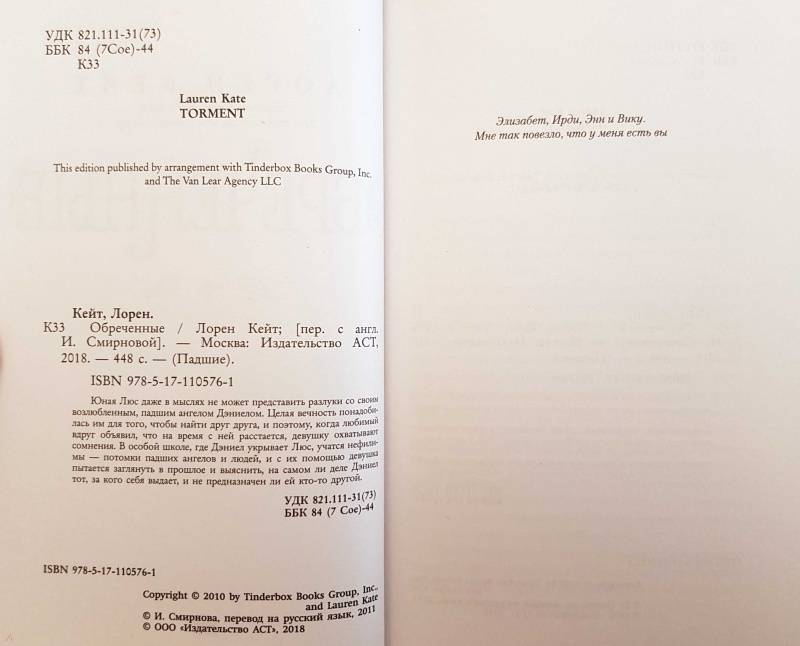 УДК 821.111-31(73)
ББК 84 (7Сое)-44
К33
Lauren Kate
TORMENT
This edition published by arrangement with Tinderbox Books Group, Inc.
and The Van Lear Agency LLC
Кейт, Лорен.
К33 Обреченные / Лорен Кейт; [пер. с англ.
И. Смирновой]. — Москва: Издательство АСТ,
2018. — 448 с. — (Падшие).
ISBN 978-5-17-110576-1
Юная Люс даже в мыслях не может представить разлуки со своим
возлюбленным, падшим ангелом Дэниелом. Целая вечность понадоби-
лась им для того, чтобы найти друг друга, и поэтому, когда любимый
вдруг объявил, что на время с ней расстается, девушку охватывают
сомнения. В особой школе, где Дэниел укрывает Люс, учатся нефили-
мы — потомки падших ангелов и людей, и с их помощью девушка
пытается заглянуть в прошлое и выяснить, на самом ли деле Дэниел
тот, за кого себя выдает, и не предназначен ли ей кто-то другой.
УДК 821.111-31(73)
ББК 84 (7 Сое)-44
ISBN 978-5-17-110576-1
Copyright © 2010 by Tinderbox Books Group, Inc.,
and Lauren Kate
© И. Смирнова, перевод на русский язык, 2011
© ООО «Издательство АСТ», 2018
Элизабет, Ирди, Энн и Вику.
Мне так повезло, что у меня есть вы